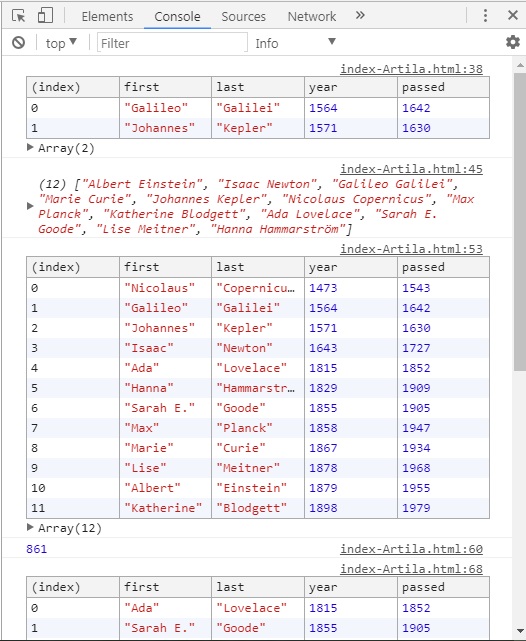 Elements Console Sources Network »
top ▼ Filter Info ▼
index-Artila.html:38
(index) first last year passed
0 "Galileo" "Galilei" 1564 1642
1 "Johannes" "Kepler" 1571 1630
▶ Array(2)
index-Artila.html:45
(12) ["Albert Einstein", "Isaac Newton", "Galileo Galilei",
"Marie Curie", "Johannes Kepler", "Nicolaus Copernicus", "Max
Planck", "Katherine Blodgett", "Ada Lovelace", "Sarah E.
Goode", "Lise Meitner", "Hanna Hammarström"]
index-Artila.html:53
(index) first last year passed
0 "Nicolaus" "Copernicu… 1473 1543
1 "Galileo" "Galilei" 1564 1642
2 "Johannes" "Kepler" 1571 1630
3 "Isaac" "Newton" 1643 1727
4 "Ada" "Lovelace" 1815 1852
5 "Hanna" "Hammarstr… 1829 1909
6 "Sarah E." "Goode" 1855 1905
7 "Max" "Planck" 1858 1947
8 "Marie" "Curie" 1867 1934
9 "Lise" "Meitner" 1878 1968
10 "Albert" "Einstein" 1879 1955
11 "Katherine" "Blodgett" 1898 1979
▶ Array(12)
861 index-Artila.html:60
index-Artila.html:68
(index) first last year passed
0 "Ada" "Lovelace" 1815 1852
1 "Sarah E." "Goode" 1855 1905